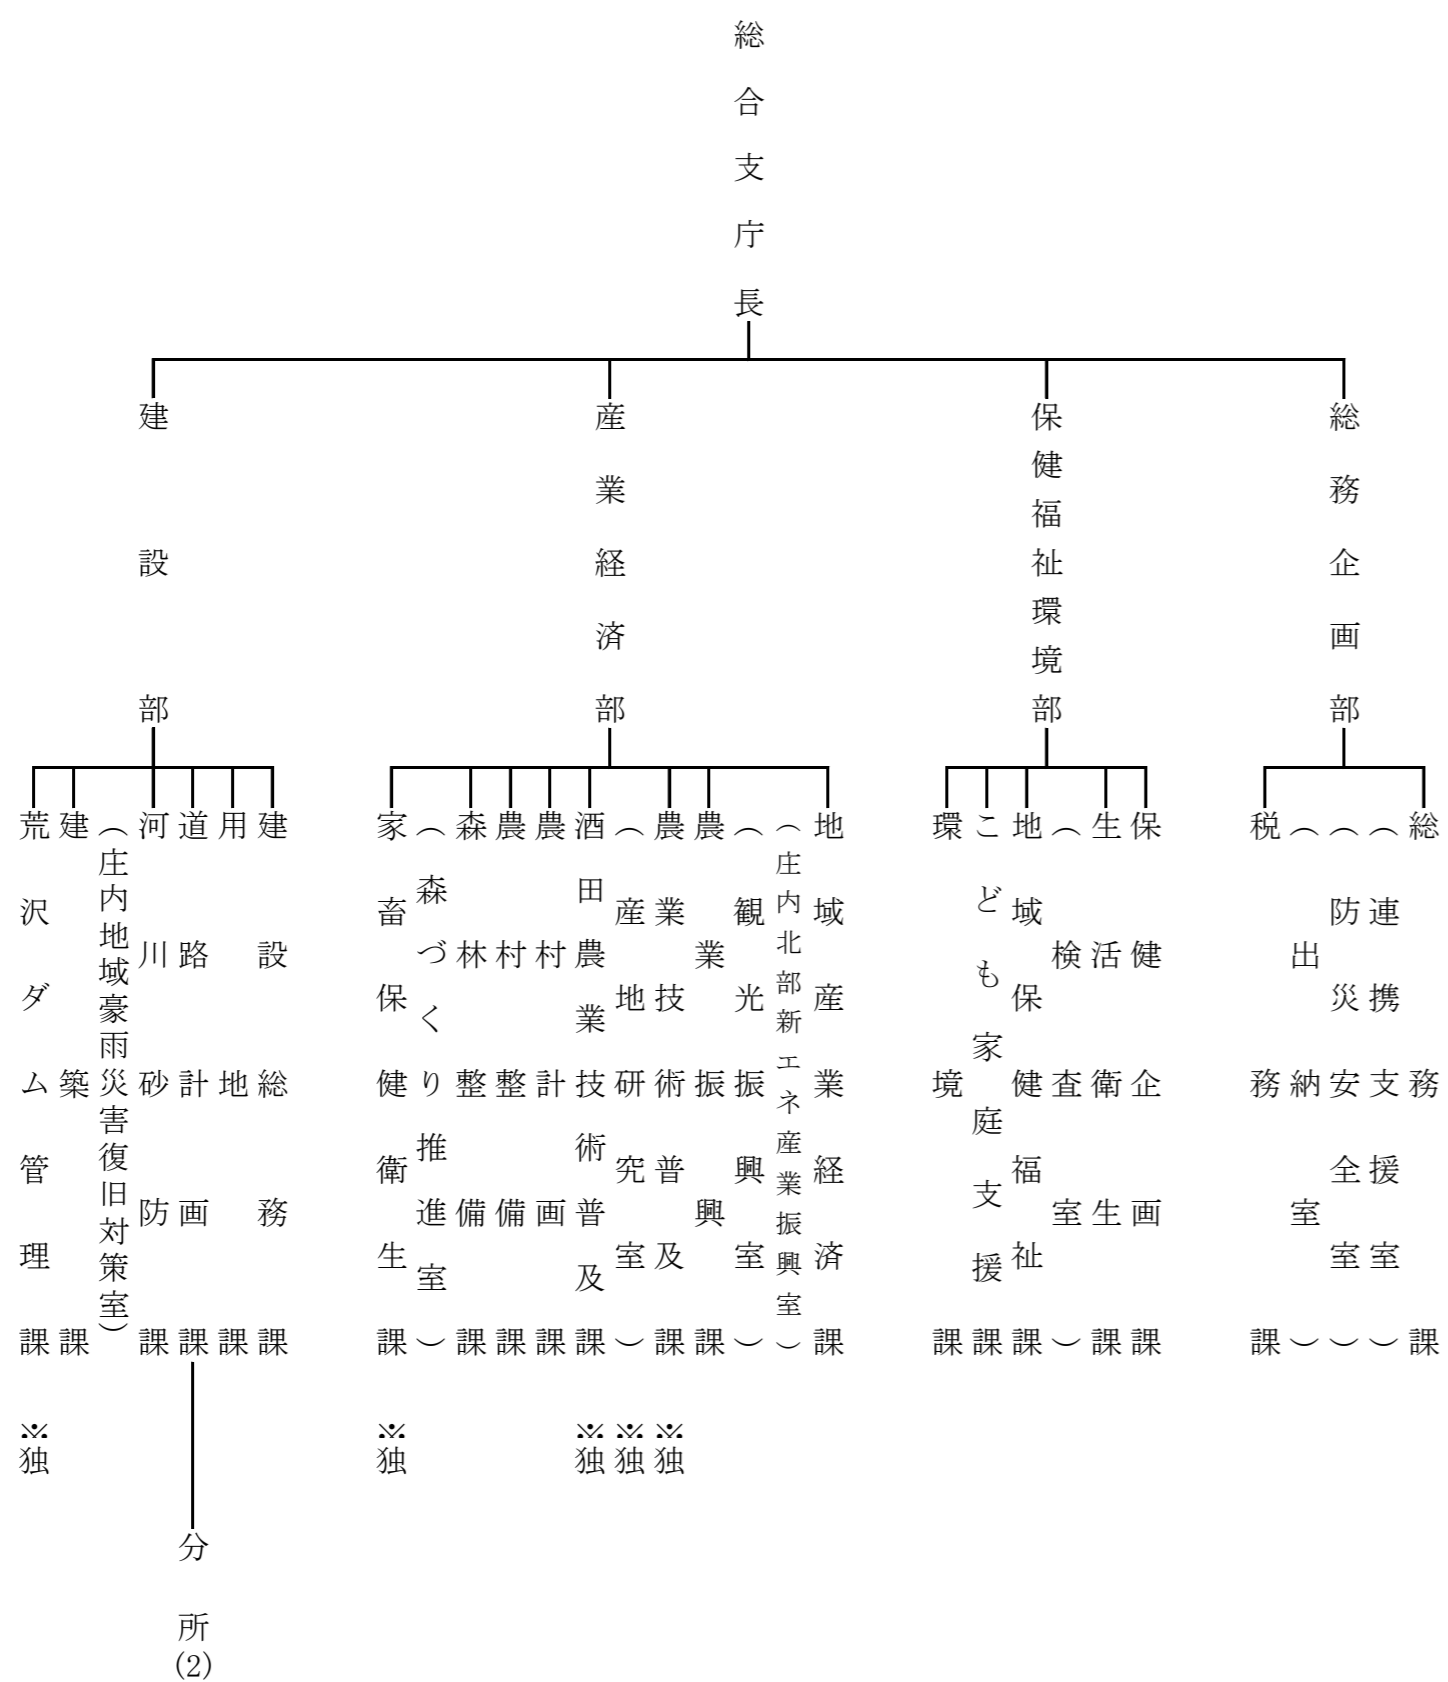 総合支庁長
総務企画部
保健福祉環境部
産業経済部
建設部
総務課
（連携支援室）
（防災安全室）
（出納室）
税務課
保健企画課
生活衛生課
（検査室）
地域保健福祉課
こども家庭支援課
環境課
地域産業経済課
（庄内北部新エネ産業振興室）
（観光振興室）
農業振興課
農業技術普及課 ※独
（産地研究室） ※独
酒田農業技術普及課 ※独
農村計画課
農村整備課
森林整備課
（森づくり推進室）
家畜保健衛生課 ※独
建設総務課
用地課
道路計画課
河川砂防課
（庄内地域豪雨災害復旧対策室）
建築課
荒沢ダム管理課 ※独
分所(2)